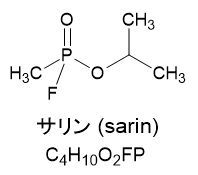 O
CH₃
H₃C
P
O
CH₃
F
サリン (sarin)
C₄H₁₀O₂FP